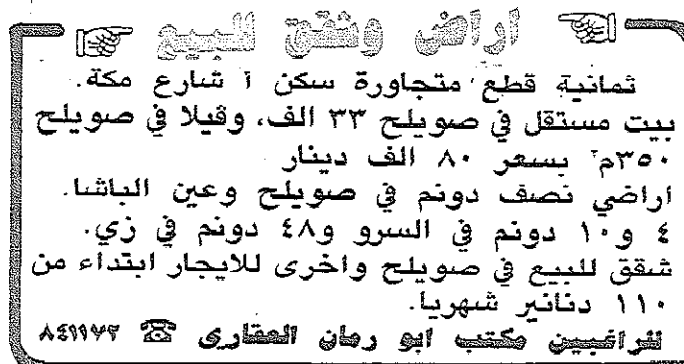 اراض وشقق للبيع
ثمانية قطع متجاورة سكن أ شارع مكة.
بيت مستقل في صويلح ٣٣ الف، وڤيلا في صويلح
٣٥٠م٢ بسعر ٨٠ الف دينار
اراضي نصف دونم في صويلح وعين الباشا.
٤ و١٠ دونم في السرو و٤٨ دونم في زي.
شقق للبيع في صويلح واخرى للايجار ابتداء من
١١٠ دنانير شهريا.
للراغبين مكتب ابو رمان العقاري ☎ ٨٤١١٧٢